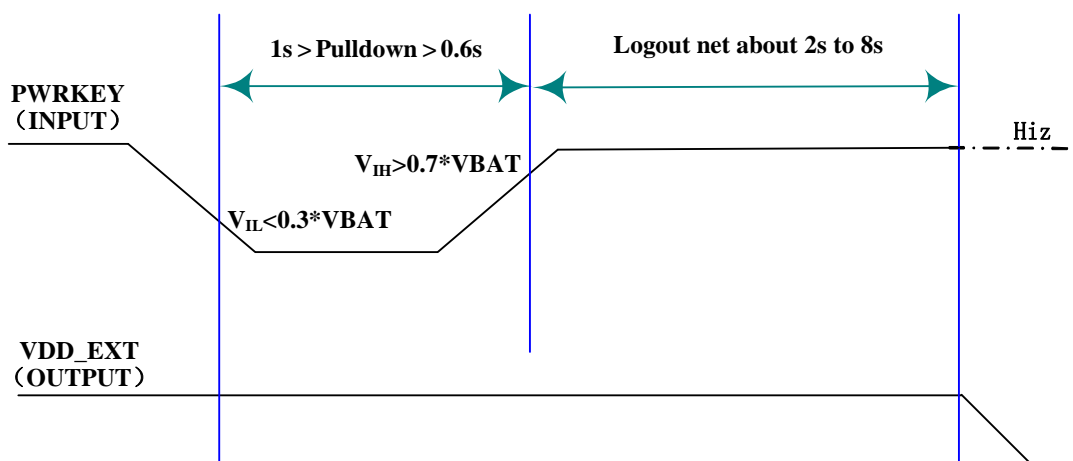 1s > Pulldown > 0.6s
Logout net about 2s to 8s
PWRKEY
（INPUT）
Hiz
VIH>0.7*VBAT
VIL<0.3*VBAT
VDD_EXT
（OUTPUT）